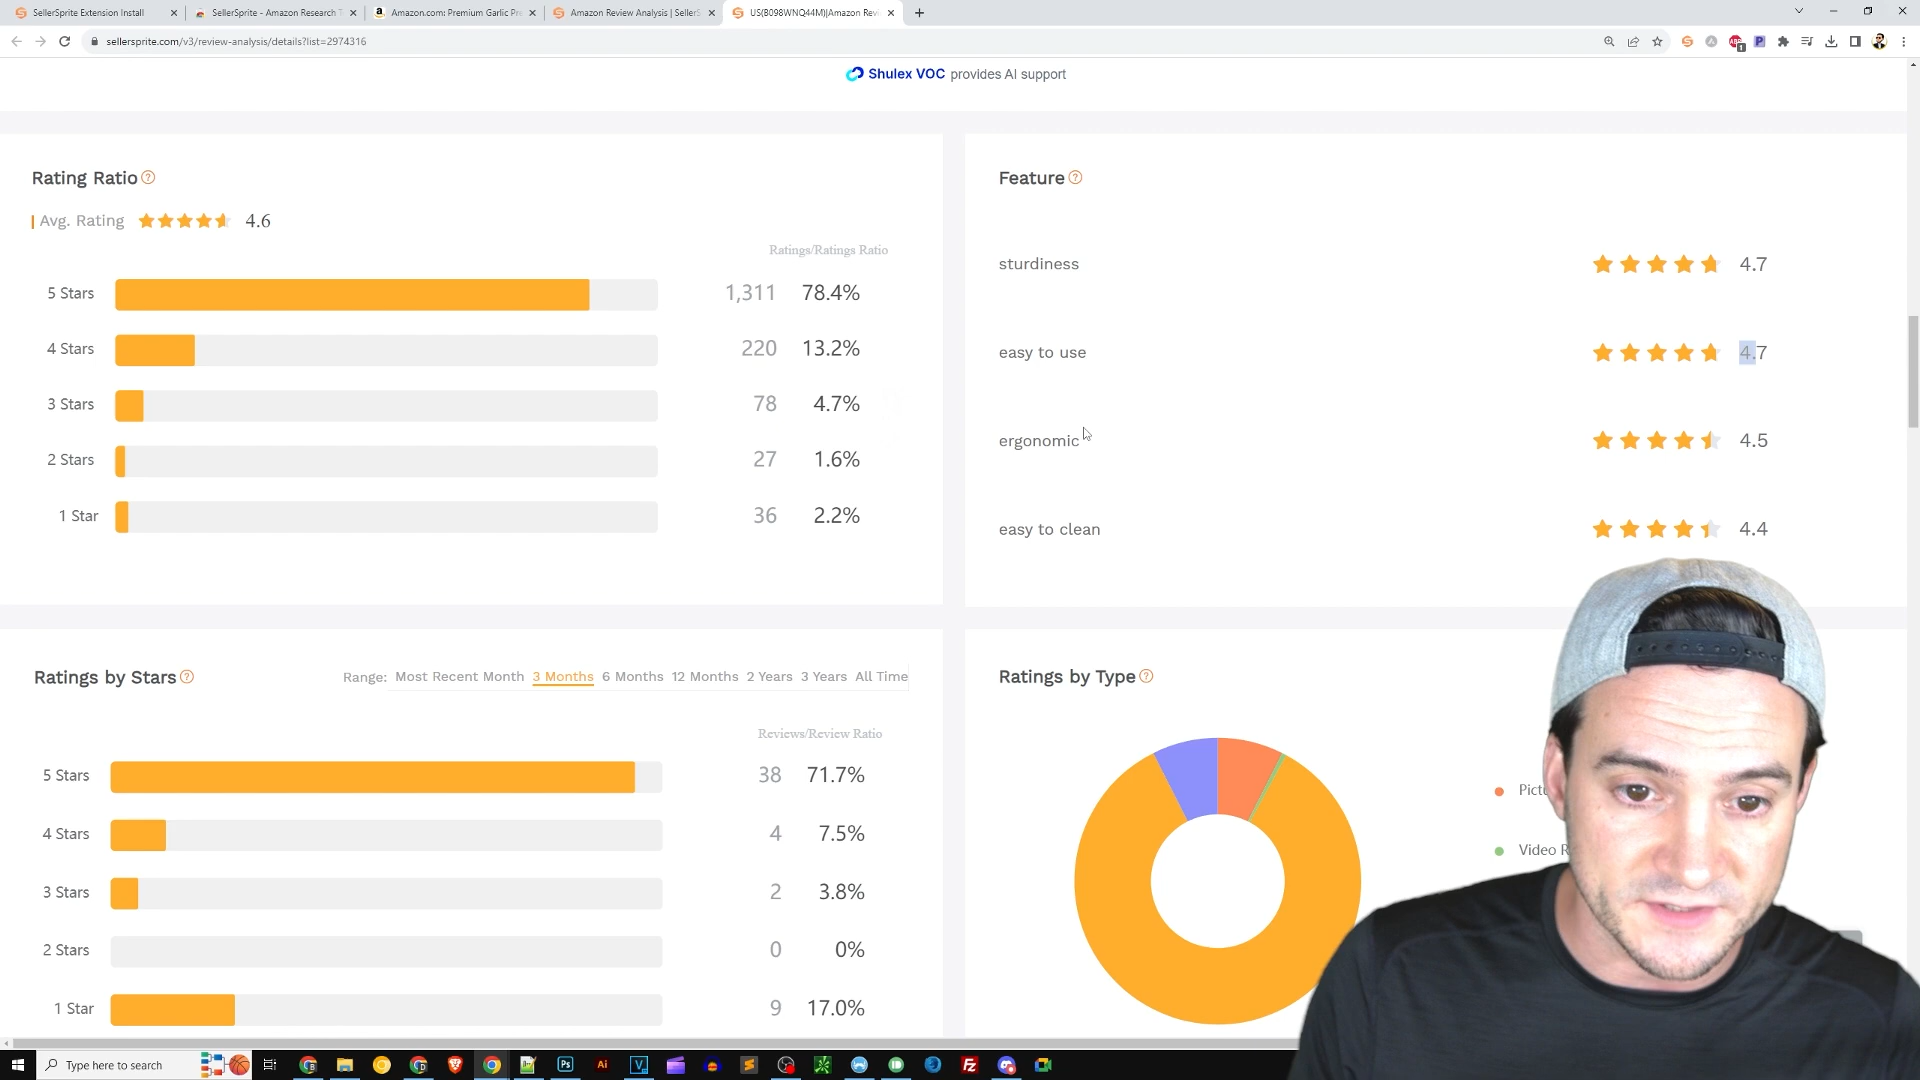 SellerSprite Extension Install
SellerSprite - Amazon Research T
Amazon.com: Premium Garlic Pr
Amazon Review Analysis | SellerS
US(B098WNQ44M)|Amazon Revi
sellersprite.com/v3/review-analysis/details?list=2974316
Shulex VOC provides AI support
Rating Ratio
Avg. Rating 4.6
Ratings/Ratings Ratio
5 Stars 1,311 78.4%
4 Stars 220 13.2%
3 Stars 78 4.7%
2 Stars 27 1.6%
1 Star 36 2.2%
Feature
sturdiness 4.7
easy to use 4.7
ergonomic 4.5
easy to clean 4.4
Ratings by Stars
Range: Most Recent Month 3 Months 6 Months 12 Months 2 Years 3 Years All Time
Reviews/Review Ratio
5 Stars 38 71.7%
4 Stars 4 7.5%
3 Stars 2 3.8%
2 Stars 0 0%
1 Star 9 17.0%
Ratings by Type
Pictu
Video R
Type here to search